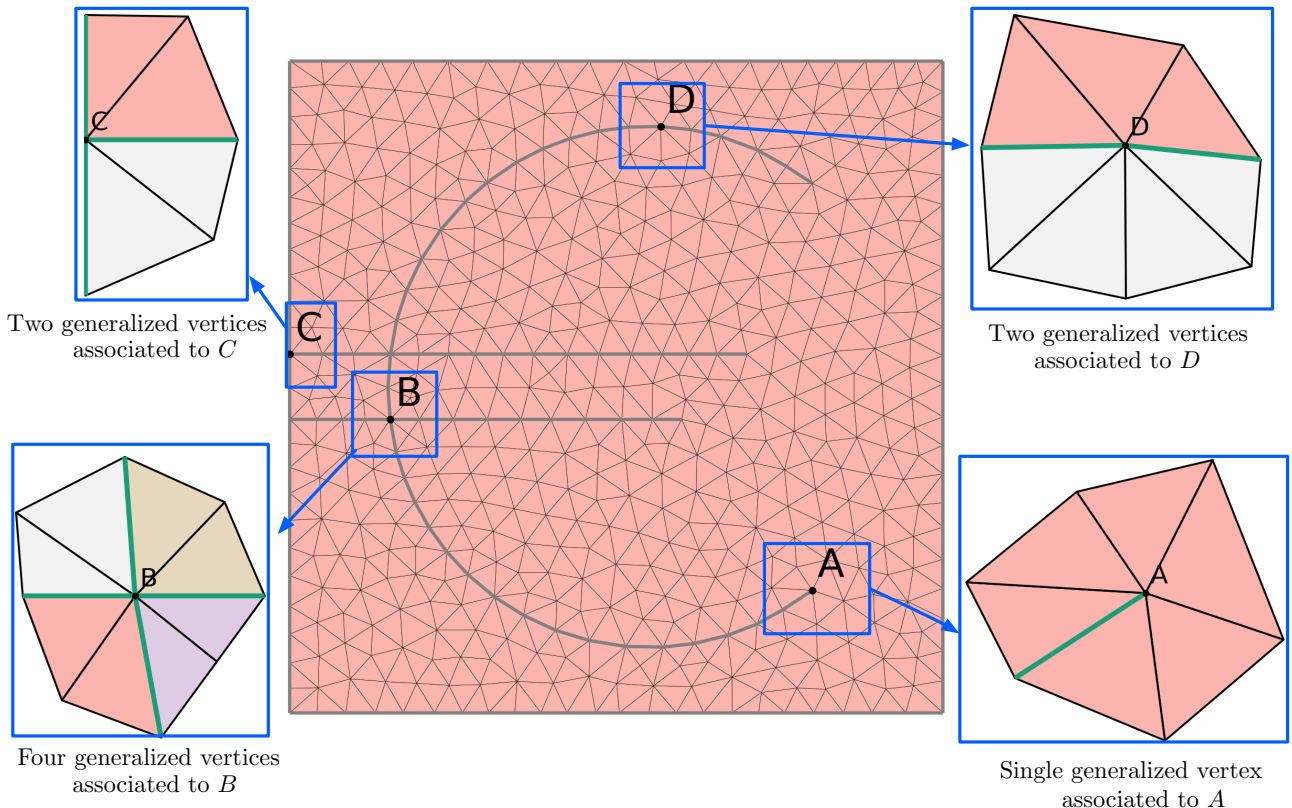 C
Two generalized vertices
associated to C
D
D
Two generalized vertices
associated to D
C
B
B
Four generalized vertices
associated to B
A
A
Single generalized vertex
associated to A